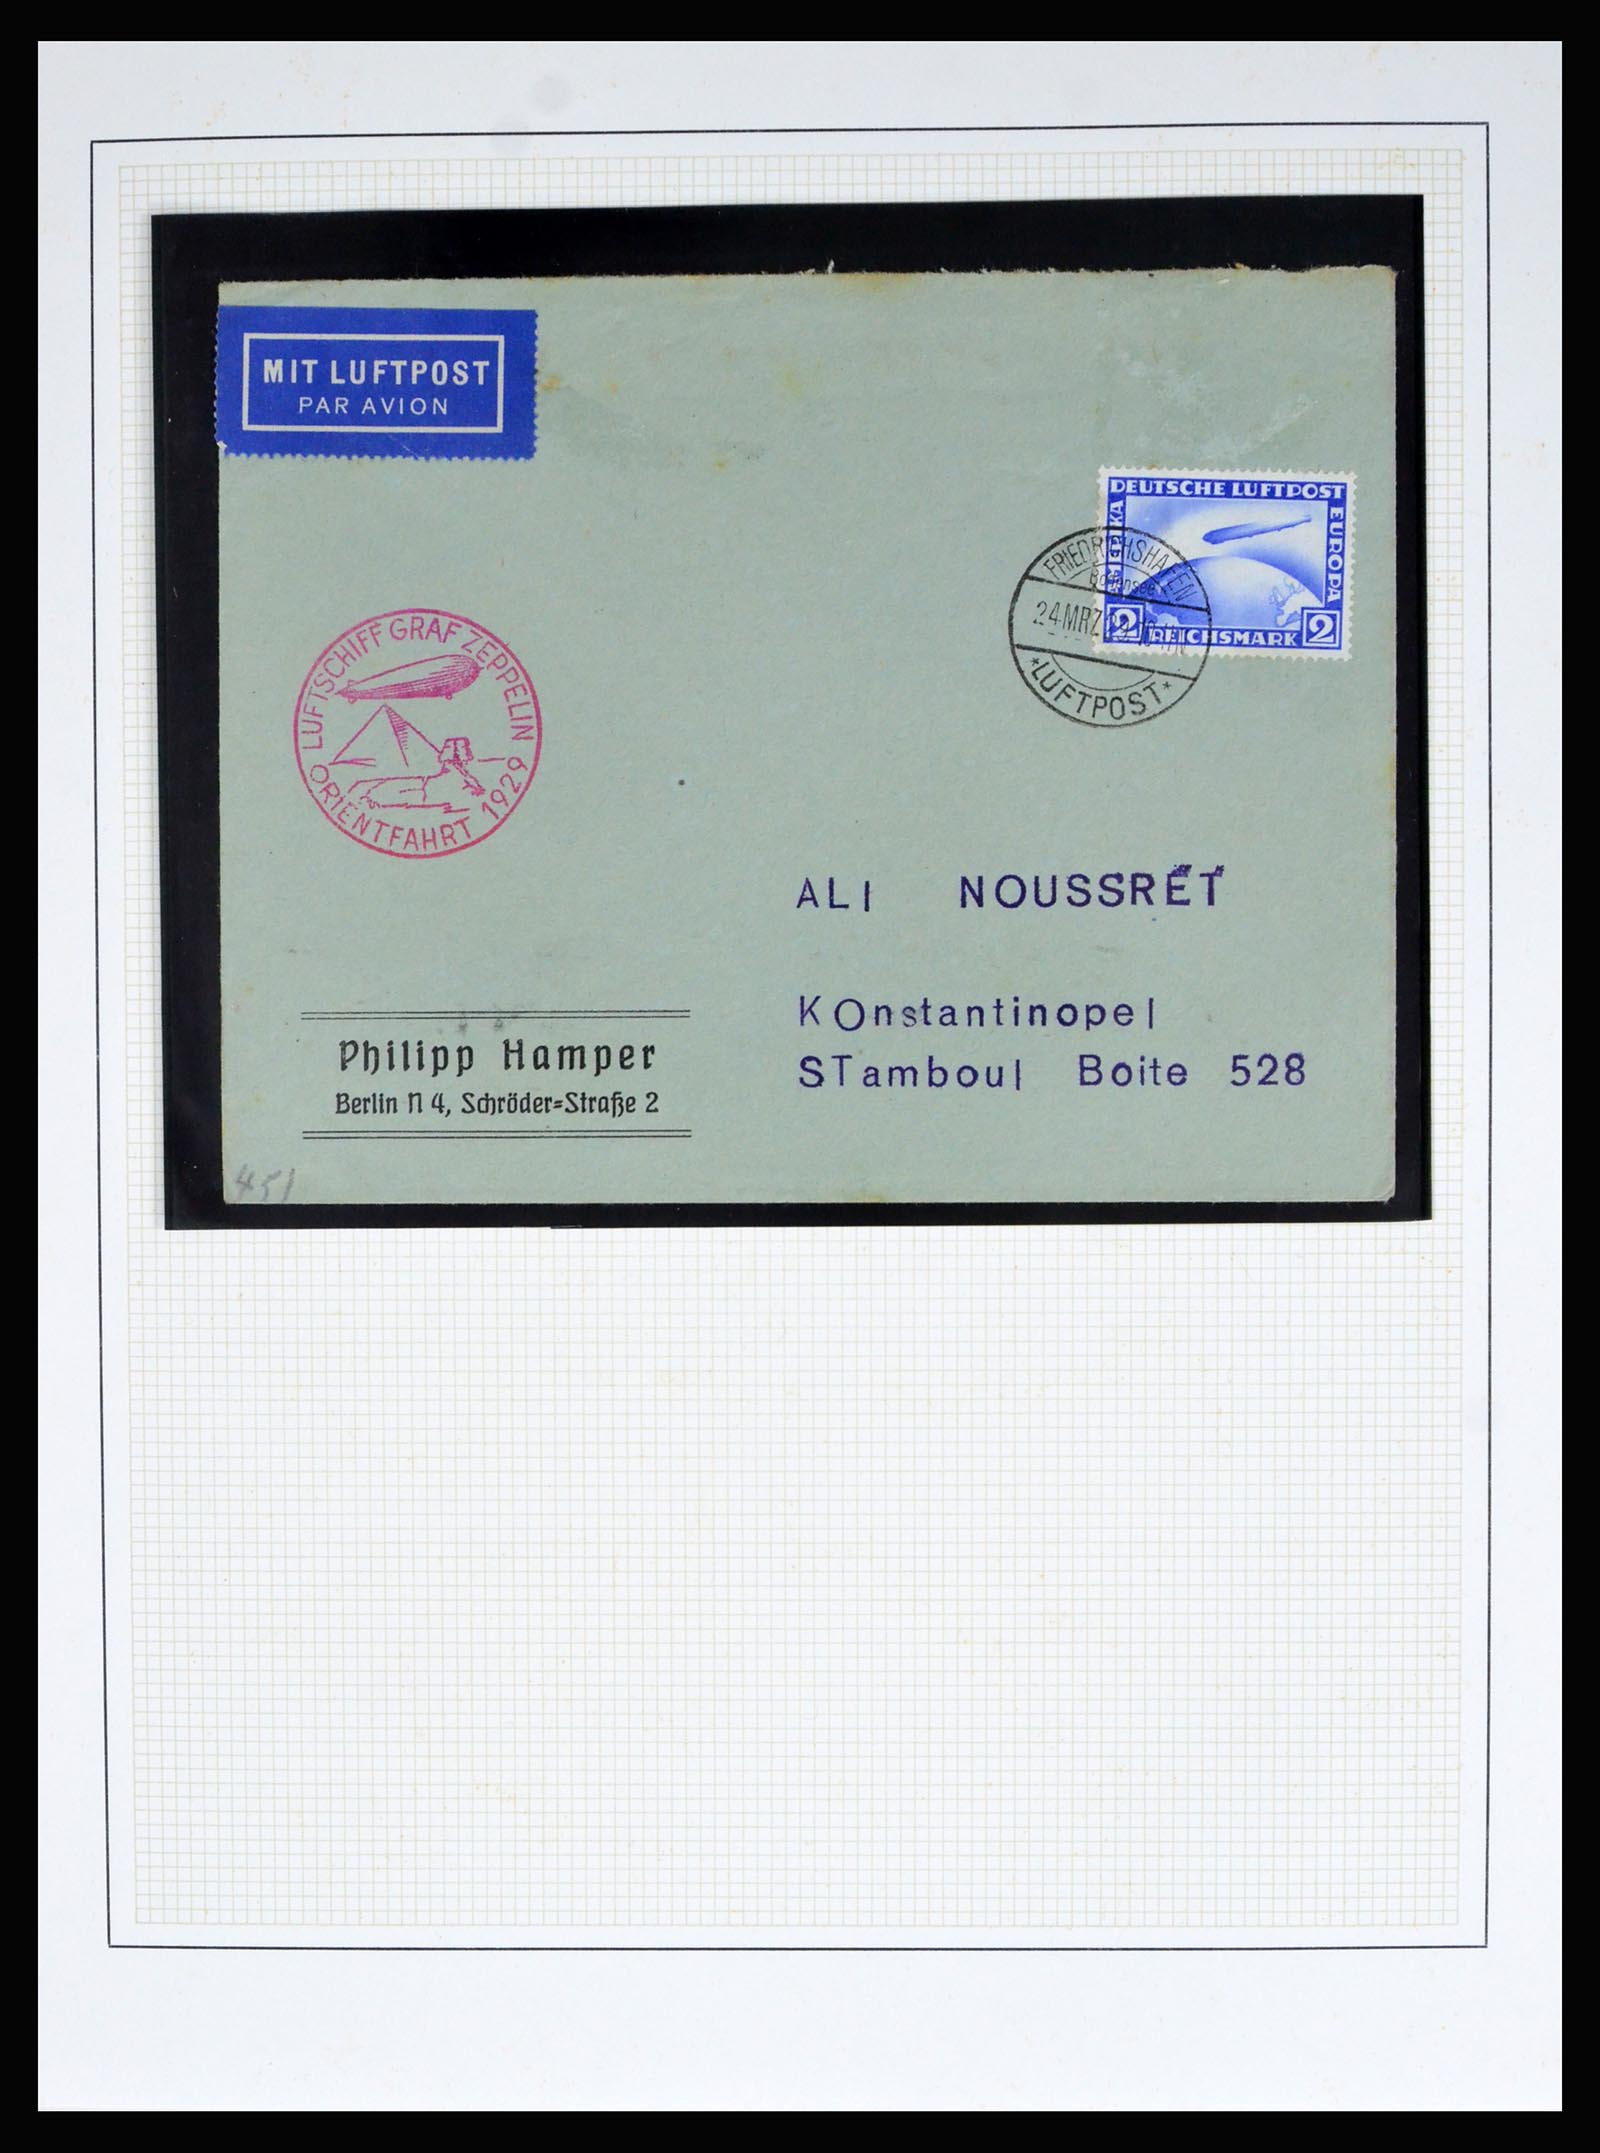 MIT LUFTPOST
PAR AVION
DEUTSCHE LUFTPOST
EUROPA
2 REICHSMARK 2
FRIEDRICHSHAFEN
Bodensee
24.MRZ.
*LUFTPOST*
LUFTSCHIFF GRAF ZEPPELIN
ORIENTFAHRT 1929
ALI NOUSSRET
KOnstantinopel
STamboul Boite 528
Philipp Hamper
Berlin N 4, Schröder=Straße 2
451